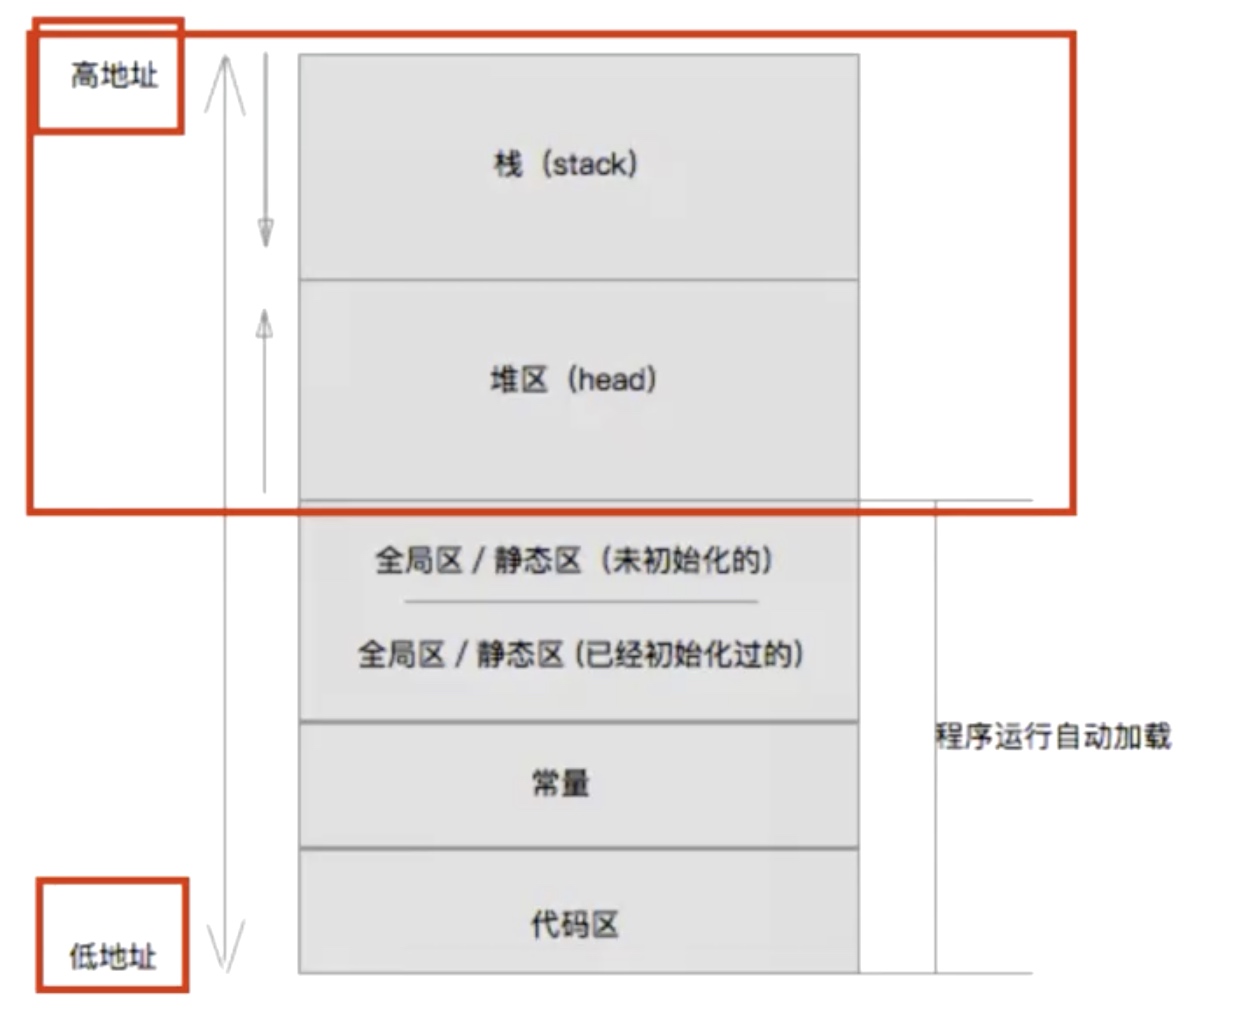 高地址
栈（stack）
堆区（head）
全局区 / 静态区（未初始化的）
全局区 / 静态区 (已经初始化过的）
程序运行自动加载
常量
代码区
低地址